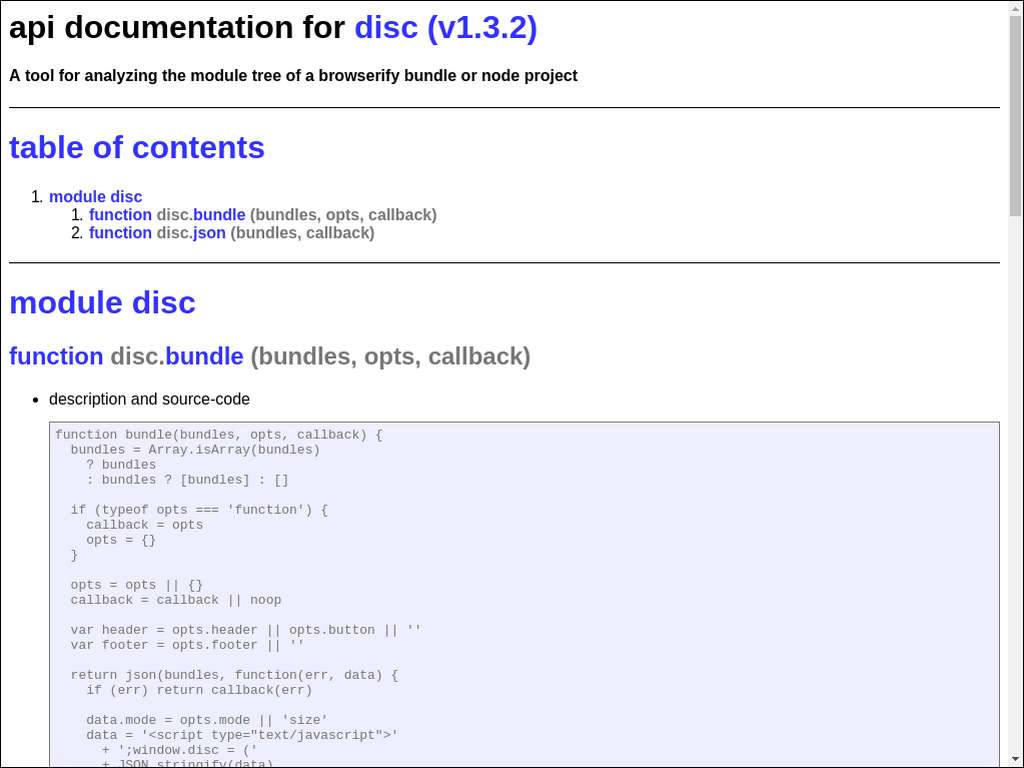 api documentation for disc (v1.3.2)
A tool for analyzing the module tree of a browserify bundle or node project
table of contents
1. module disc
1. function disc.bundle (bundles, opts, callback)
2. function disc.json (bundles, callback)
module disc
function disc.bundle (bundles, opts, callback)
• description and source-code
function bundle(bundles, opts, callback) {
  bundles = Array.isArray(bundles)
    ? bundles
    : bundles ? [bundles] : []

  if (typeof opts === 'function') {
    callback = opts
    opts = {}
  }

  opts = opts || {}
  callback = callback || noop

  var header = opts.header || opts.button || ''
  var footer = opts.footer || ''

  return json(bundles, function(err, data) {
    if (err) return callback(err)

    data.mode = opts.mode || 'size'
    data = '<script type="text/javascript">'
      + ';window.disc = ('
      + JSON.stringify(data)